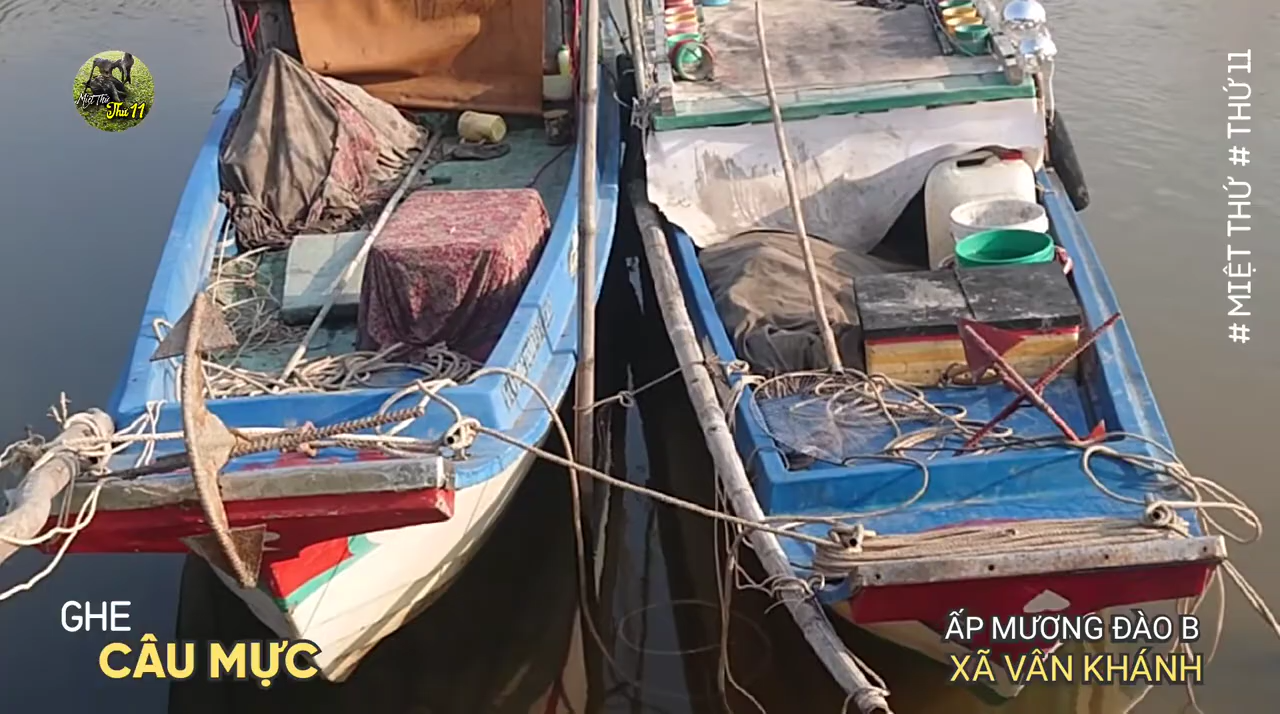 Miệt Thứ
Thứ 11
# MIỆT THỨ # THỨ 11
GHE
CÂU MỰC
ẤP MƯƠNG ĐÀO B
XÃ VÂN KHÁNH